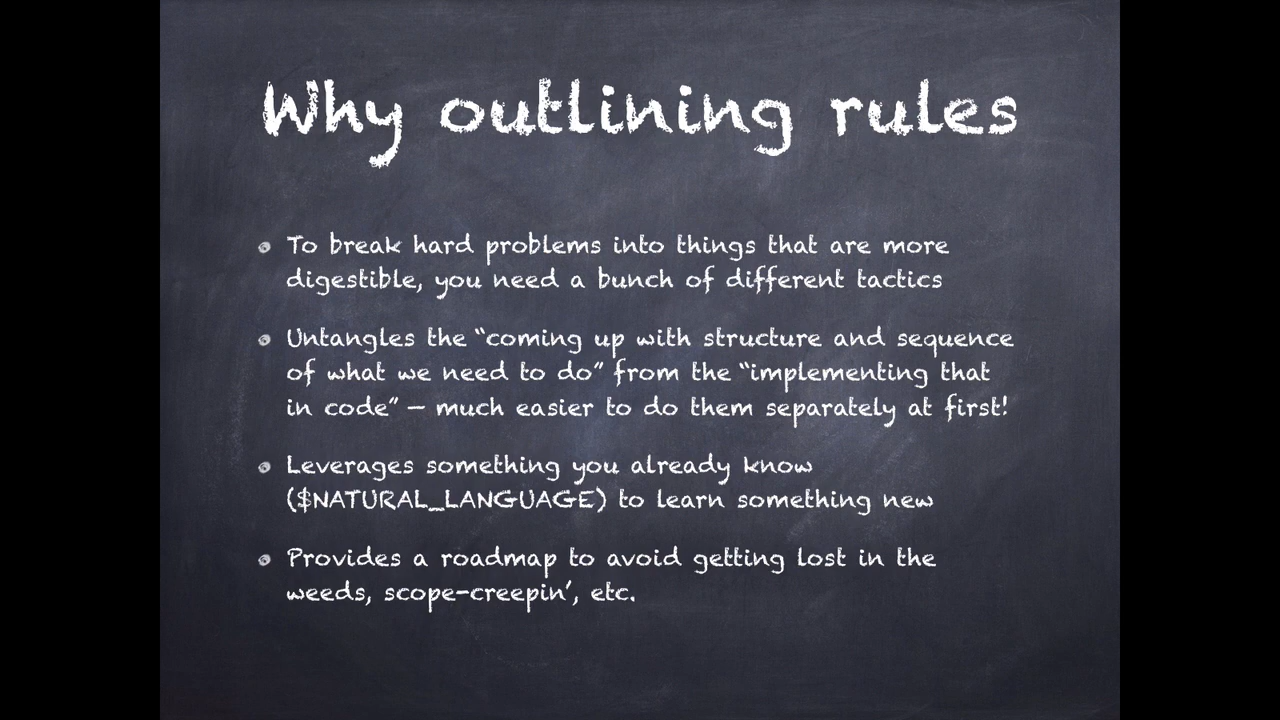 Why outlining rules
To break hard problems into things that are more
digestible, you need a bunch of different tactics
Untangles the “coming up with structure and sequence
of what we need to do” from the “implementing that
in code” — much easier to do them separately at first!
Leverages something you already know
($NATURAL_LANGUAGE) to learn something new
Provides a roadmap to avoid getting lost in the
weeds, scope-creepin’, etc.